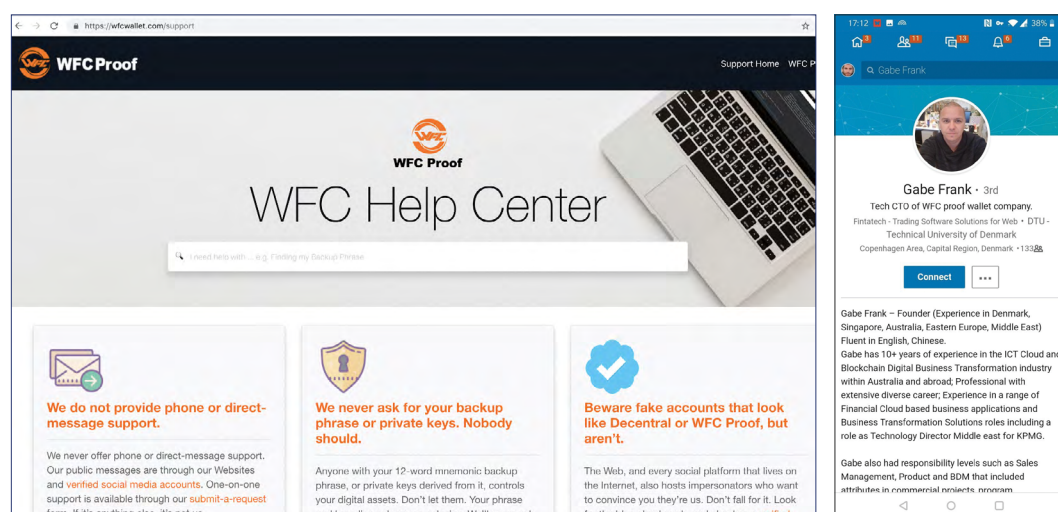 https://wfcwallet.com/support
WFC Proof
Support Home WFC P
WFC
WFC Proof
WFC Help Center
I need help with ... e.g. Finding my Backup Phrase
We do not provide phone or direct-
message support.
We never offer phone or direct-message support.
Our public messages are through our Websites
and verified social media accounts. One-on-one
support is available through our submit-a-request
We never ask for your backup
phrase or private keys. Nobody
should.
Anyone with your 12-word mnemonic backup
phrase, or private keys derived from it, controls
your digital assets. Don't let them. Your phrase
Beware fake accounts that look
like Decentral or WFC Proof, but
aren't.
The Web, and every social platform that lives on
the Internet, also hosts impersonators who want
to convince you they're us. Don't fall for it. Look
17:12 38%
3 11 13 6
Gabe Frank
Gabe Frank · 3rd
Tech CTO of WFC proof wallet company.
Fintatech - Trading Software Solutions for Web • DTU -
Technical University of Denmark
Copenhagen Area, Capital Region, Denmark • 133
Connect
Gabe Frank – Founder (Experience in Denmark,
Singapore, Australia, Eastern Europe, Middle East)
Fluent in English, Chinese.
Gabe has 10+ years of experience in the ICT Cloud and
Blockchain Digital Business Transformation industry
within Australia and abroad; Professional with
extensive diverse career; Experience in a range of
Financial Cloud based business applications and
Business Transformation Solutions roles including a
role as Technology Director Middle east for KPMG.
Gabe also had responsibility levels such as Sales
Management, Product and BDM that included
attributes in commercial projects, program